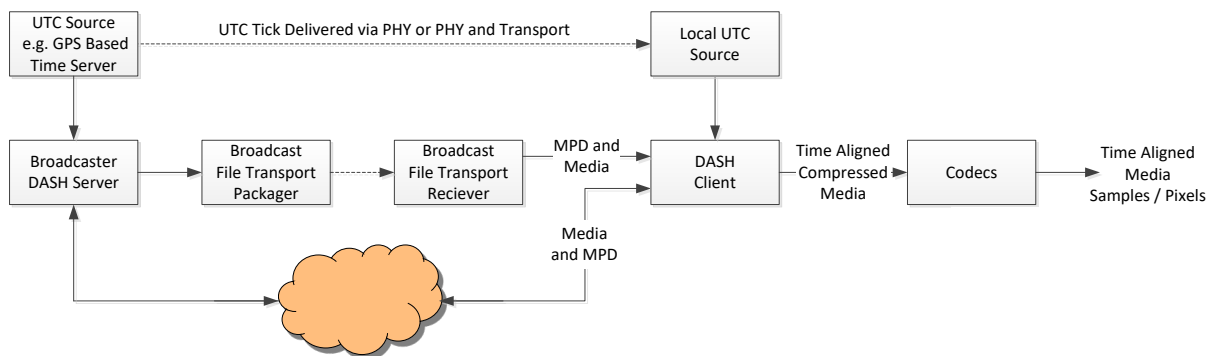 UTC Source
e.g. GPS Based
Time Server
UTC Tick Delivered via PHY or PHY and Transport
Local UTC
Source
Broadcaster
DASH Server
Broadcast
File Transport
Packager
Broadcast
File Transport
Reciever
MPD and
Media
DASH
Client
Time Aligned
Compressed
Media
Codecs
Time Aligned
Media
Samples / Pixels
Media
and MPD